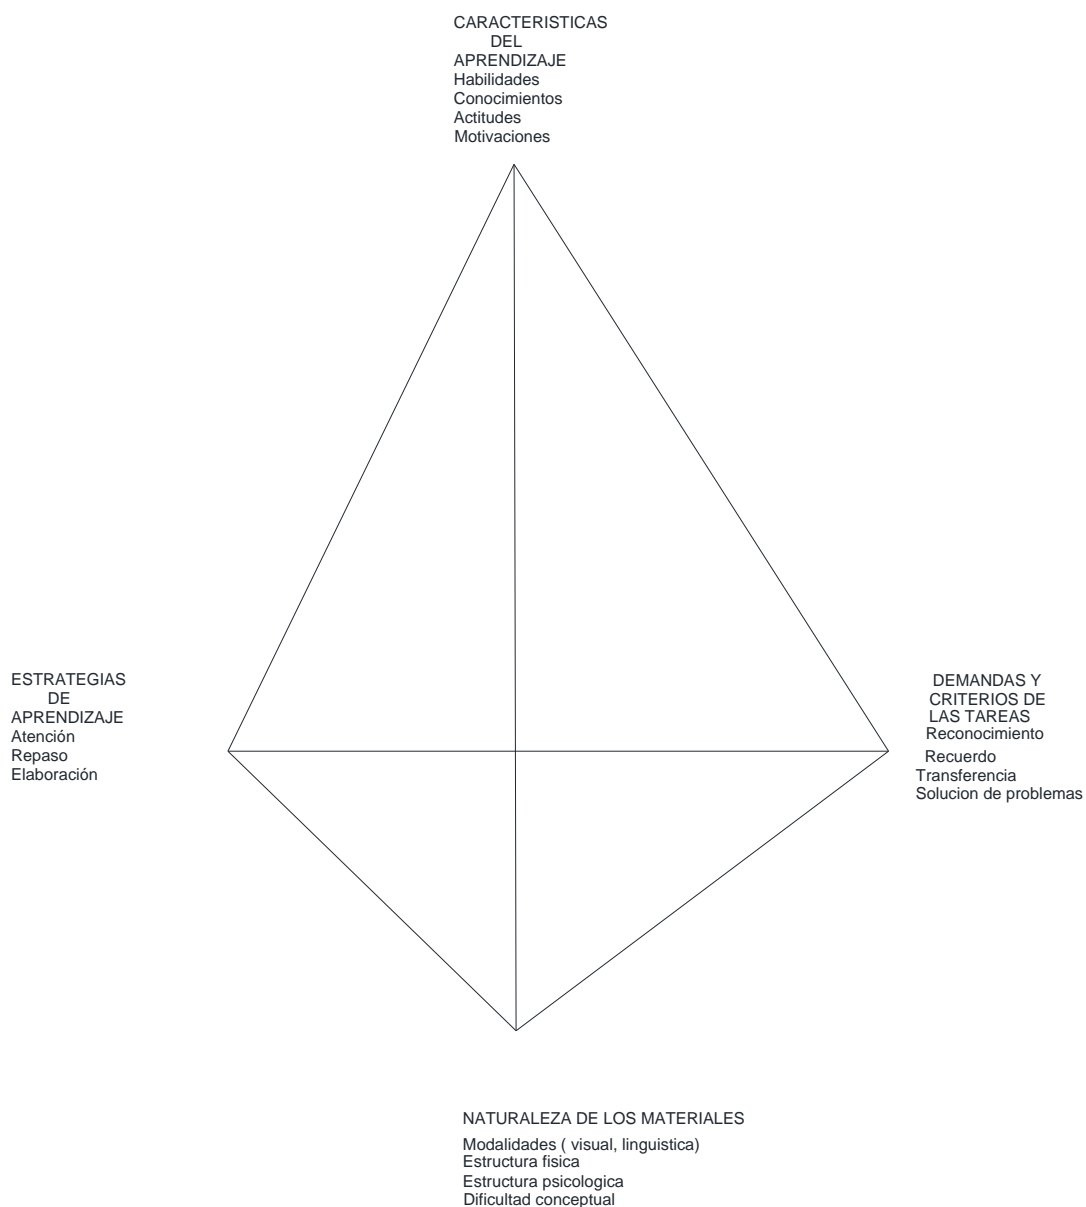 CARACTERISTICAS
DEL
APRENDIZAJE
Habilidades
Conocimientos
Actitudes
Motivaciones
ESTRATEGIAS
DE
APRENDIZAJE
Atención
Repaso
Elaboración
DEMANDAS Y
CRITERIOS DE
LAS TAREAS
Reconocimiento
Recuerdo
Transferencia
Solucion de problemas
NATURALEZA DE LOS MATERIALES
Modalidades ( visual, linguistica)
Estructura fisica
Estructura psicologica
Dificultad conceptual